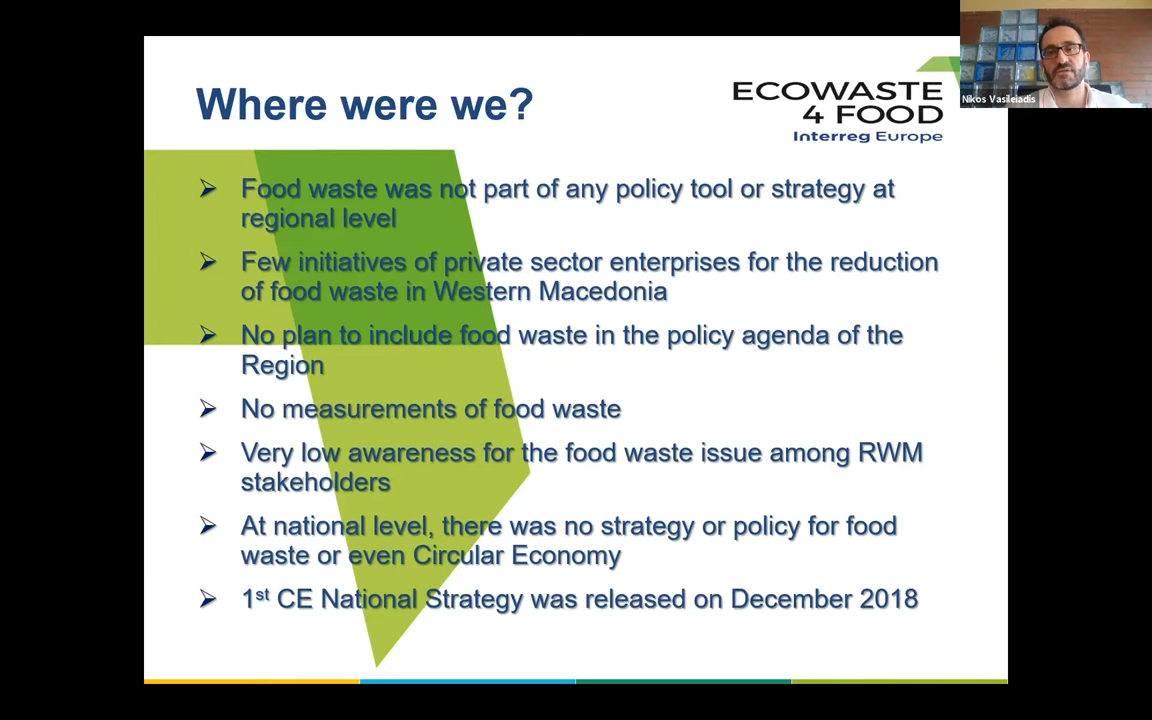 Where were we?
ECOWASTE
4 FOOD
Interreg Europe
Nikos Vasileiadis
➢ Food waste was not part of any policy tool or strategy at
regional level
➢ Few initiatives of private sector enterprises for the reduction
of food waste in Western Macedonia
➢ No plan to include food waste in the policy agenda of the
Region
➢ No measurements of food waste
➢ Very low awareness for the food waste issue among RWM
stakeholders
➢ At national level, there was no strategy or policy for food
waste or even Circular Economy
➢ 1st CE National Strategy was released on December 2018